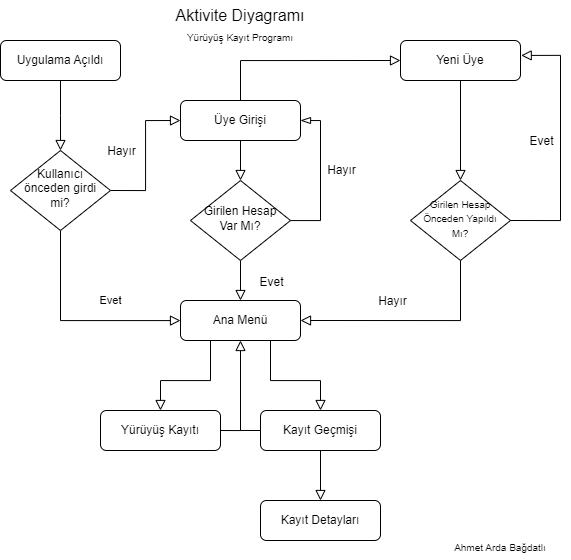 Aktivite Diyagramı
Yürüyüş Kayıt Programı
Uygulama Açıldı
Yeni Üye
Üye Girişi
Evet
Hayır
Hayır
Kullanıcı
önceden girdi
mi?
Girilen Hesap
Var Mı?
Girilen Hesap
Önceden Yapıldı
Mı?
Evet
Evet
Hayır
Ana Menü
Yürüyüş Kayıtı
Kayıt Geçmişi
Kayıt Detayları
Ahmet Arda Bağdatlı